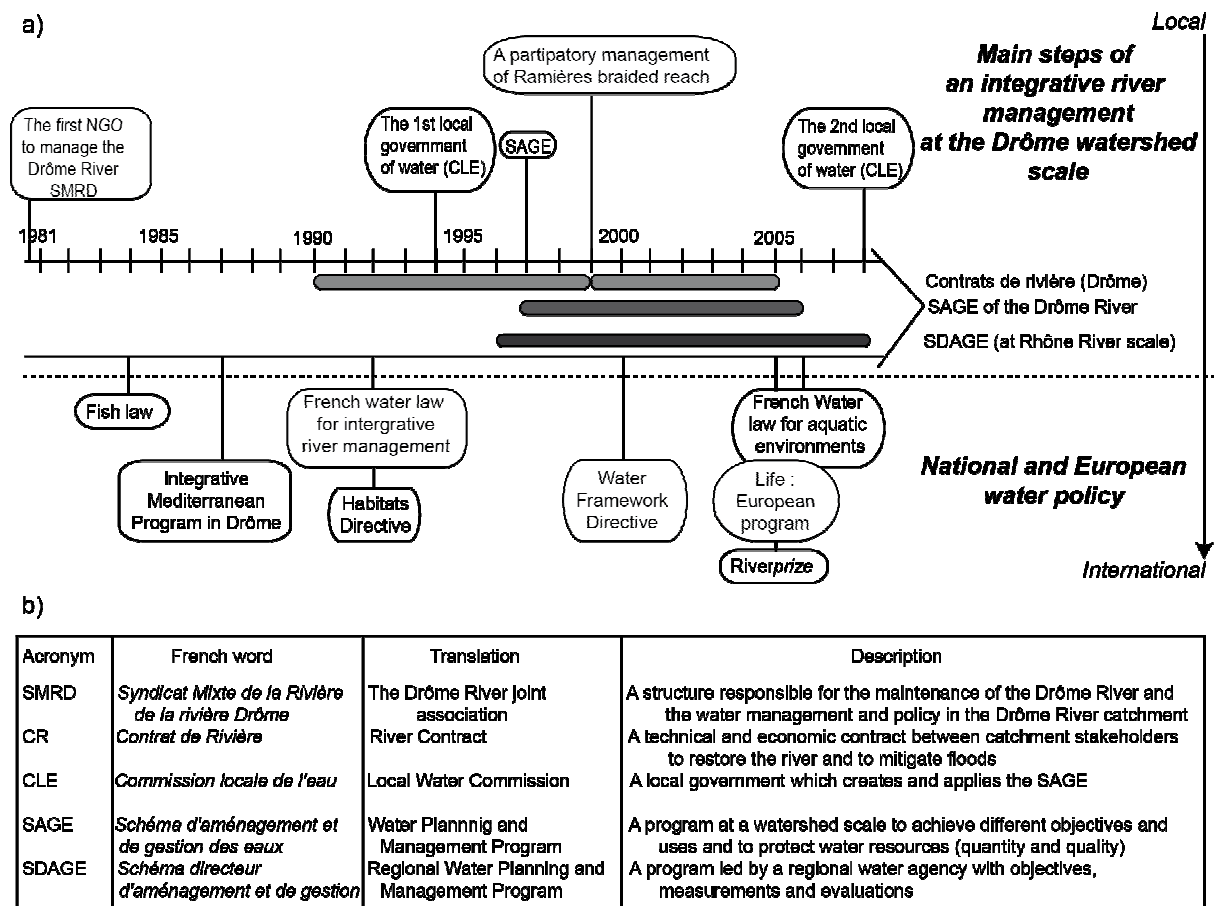 a)
Local
Main steps of
an integrative river
management
at the Drôme watershed
scale
A partipatory management
of Ramières braided reach
The first NGO
to manage the
Drôme River
SMRD
The 1st local
government
of water (CLE)
SAGE
The 2nd local
government
of water (CLE)
1981
1985
1990
1995
2000
2005
Contrats de rivière (Drôme)
SAGE of the Drôme River
SDAGE (at Rhône River scale)
Fish law
Integrative
Mediterranean
Program in Drôme
French water law
for intergrative
river management
Habitats
Directive
Water
Framework
Directive
French Water
law for aquatic
environments
Life :
European
program
Riverprize
National and European
water policy
International
b)
Acronym French word Translation Description
SMRD Syndicat Mixte de la Rivière The Drôme River joint A structure responsible for the maintenance of the Drôme River and
de la rivière Drôme association the water management and policy in the Drôme River catchment
CR Contrat de Rivière River Contract A technical and economic contract between catchment stakeholders
to restore the river and to mitigate floods
CLE Commission locale de l'eau Local Water Commission A local government which creates and applies the SAGE
SAGE Schéma d'aménagement et Water Plannnig and A program at a watershed scale to achieve different objectives and
de gestion des eaux Management Program uses and to protect water resources (quantity and quality)
SDAGE Schéma directeur Regional Water Planning and A program led by a regional water agency with objectives,
d'aménagement et de gestion Management Program measurements and evaluations